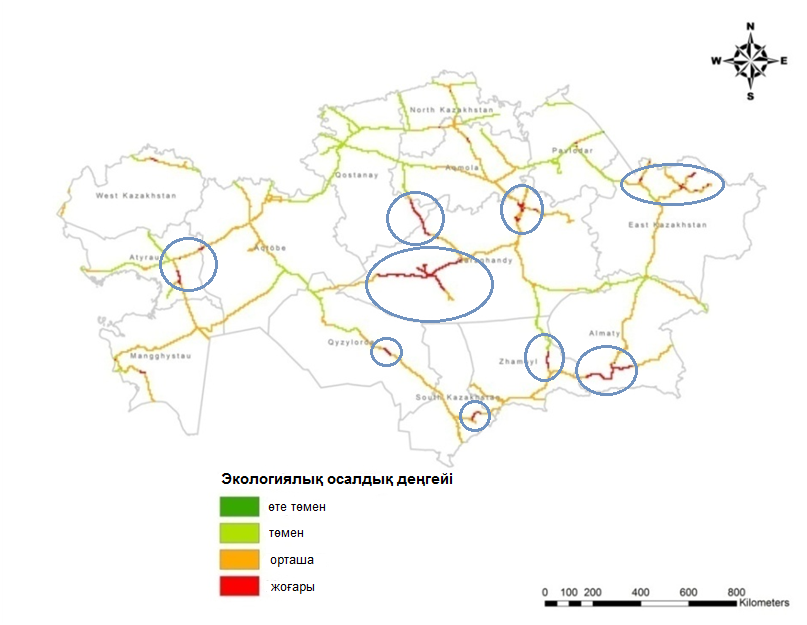 N
W
E
S
North Kazakhstan
Pavlodar
Qostanay
Aqmola
West Kazakhstan
East Kazakhstan
Aqtöbe
Atyrau
Qaraghandy
Almaty
Qyzylorda
Mangghystau
Zhambyl
South Kazakhstan
Экологиялық осалдық деңгейі
өте төмен
төмен
орташа
жоғары
0 100 200 400 600 800
Kilometers